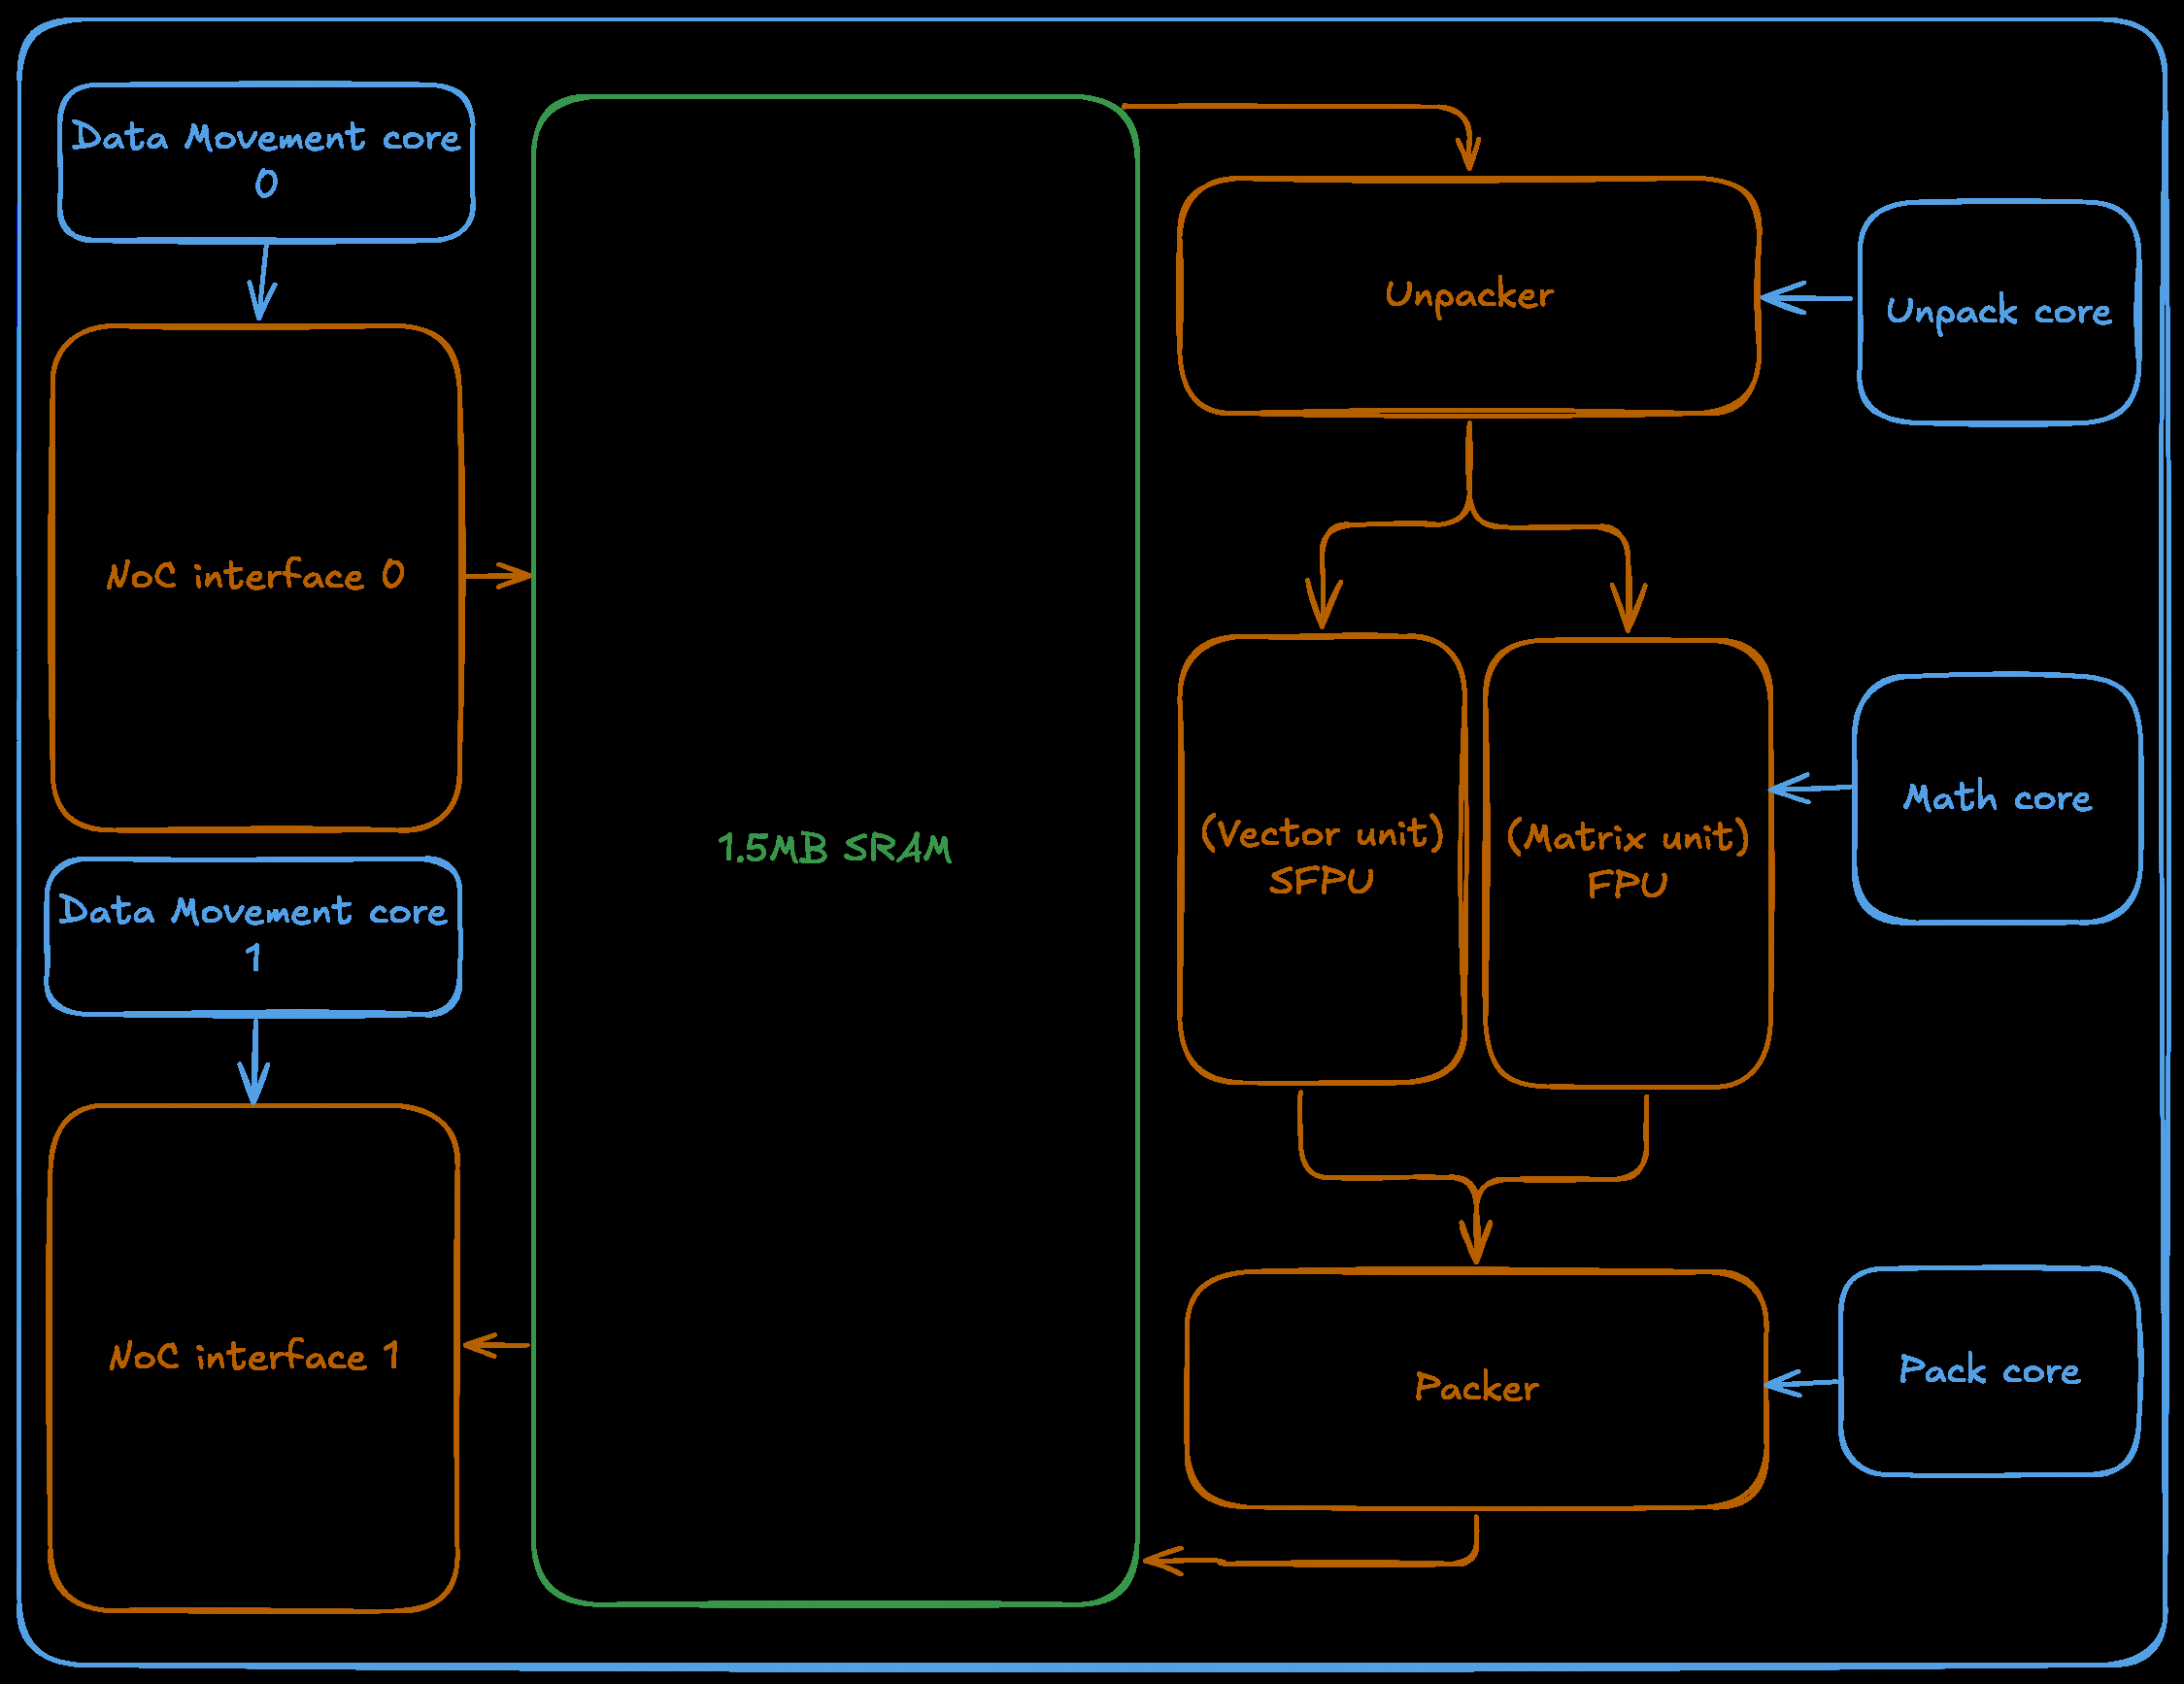 Data Movement core
0
NoC interface 0
Data Movement core
1
NoC interface 1
1.5MB SRAM
Unpacker
Unpack core
(Vector unit)
SFPU
(Matrix unit)
FPU
Math core
Packer
Pack core